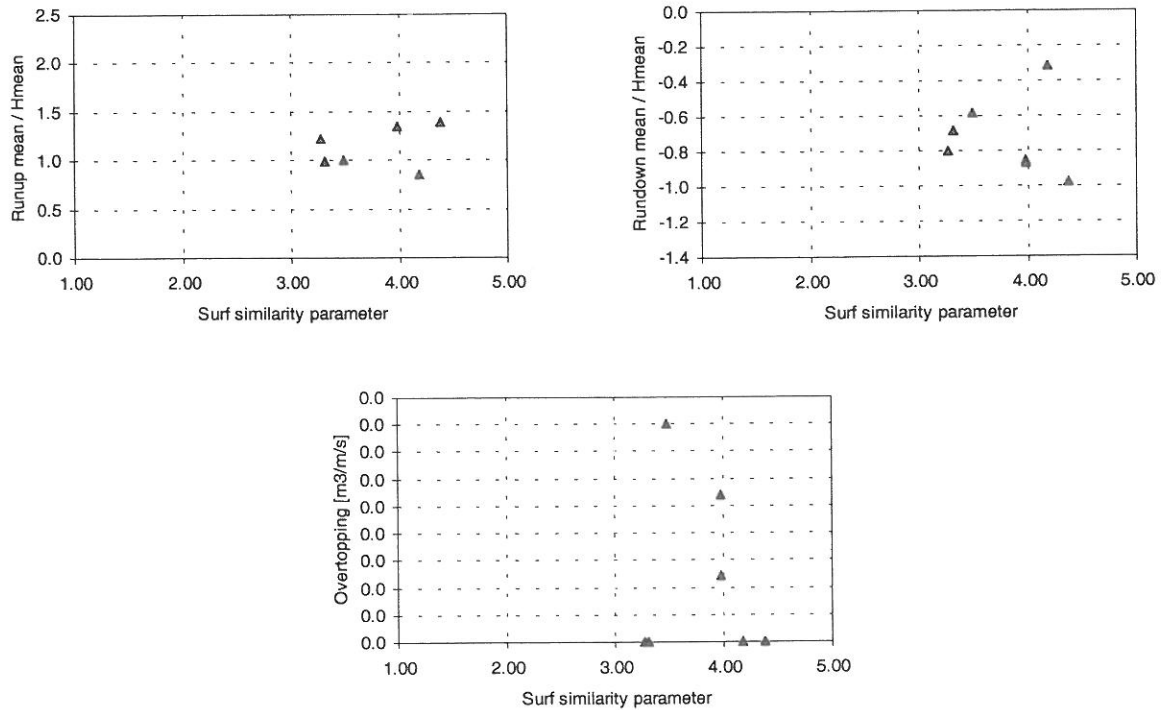 2.5
2.0
1.5
1.0
0.5
0.0
Runup mean / Hmean
1.00 2.00 3.00 4.00 5.00
Surf similarity parameter
0.0
-0.2
-0.4
-0.6
-0.8
-1.0
-1.2
-1.4
Rundown mean / Hmean
1.00 2.00 3.00 4.00 5.00
Surf similarity parameter
0.0
0.0
0.0
0.0
0.0
0.0
0.0
0.0
0.0
0.0
Overtopping [m3/m/s]
1.00 2.00 3.00 4.00 5.00
Surf similarity parameter